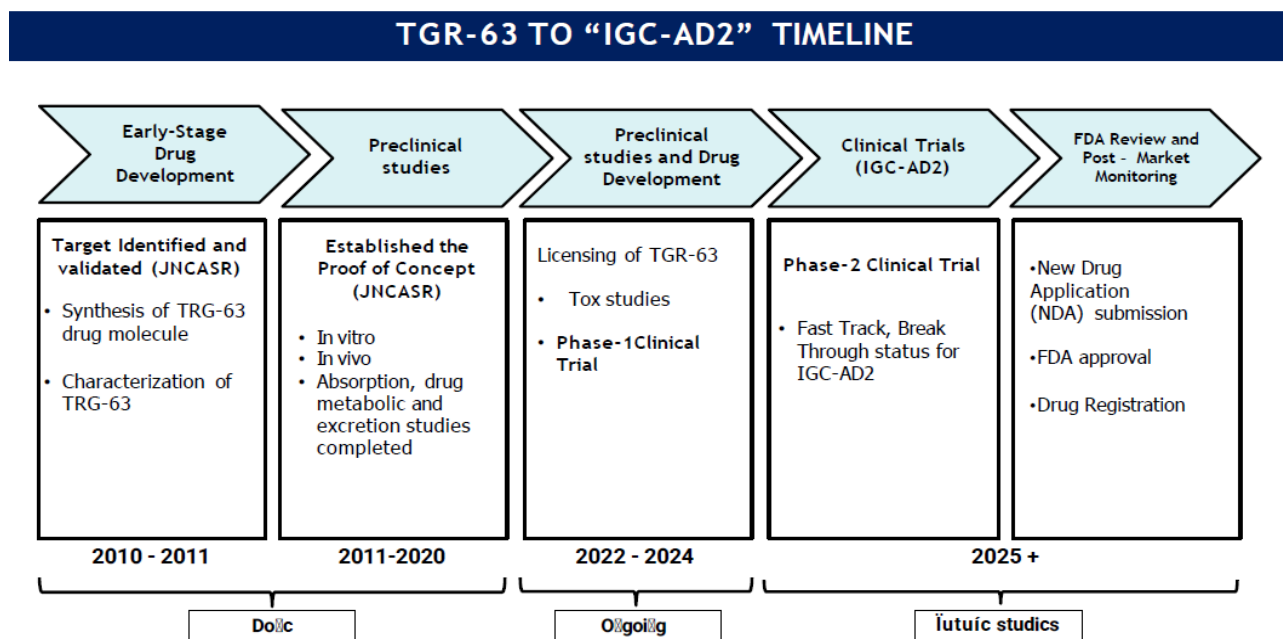 TGR-63 TO “IGC-AD2” TIMELINE
Early-Stage
Drug
Development
Preclinical
studies
Preclinical
studies and Drug
Development
Clinical Trials
(IGC-AD2)
FDA Review and
Post – Market
Monitoring
Target Identified and
validated (JNCASR)
• Synthesis of TRG-63
drug molecule
• Characterization of
TRG-63
Established the
Proof of Concept
(JNCASR)
• In vitro
• In vivo
• Absorption, drug
metabolic and
excretion studies
completed
Licensing of TGR-63
• Tox studies
• Phase-1Clinical
Trial
Phase-2 Clinical Trial
• Fast Track, Break
Through status for
IGC-AD2
•New Drug
Application
(NDA) submission
•FDA approval
•Drug Registration
2010 - 2011
2011-2020
2022 - 2024
2025 +